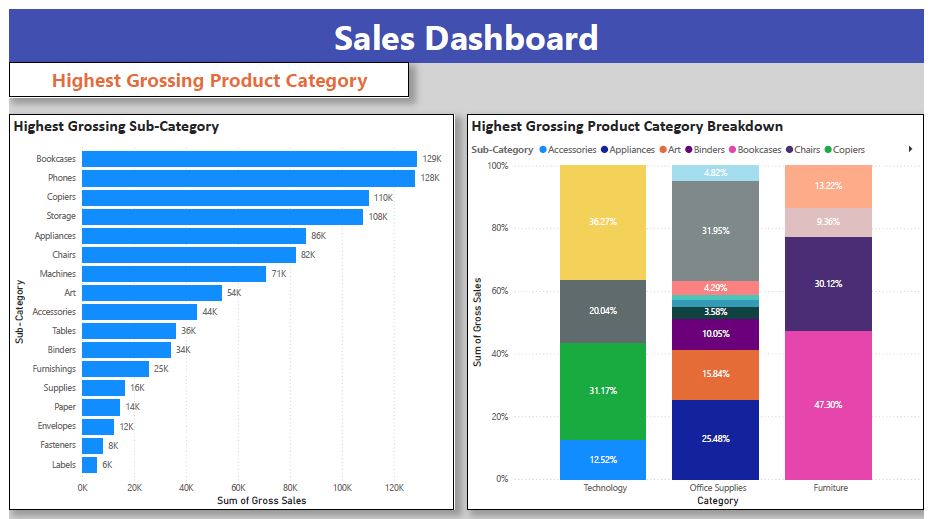 Sales Dashboard
Highest Grossing Product Category
Highest Grossing Sub-Category
Sub-Category
Bookcases 129K
Phones 128K
Copiers 110K
Storage 108K
Appliances 86K
Chairs 82K
Machines 71K
Art 54K
Accessories 44K
Tables 36K
Binders 34K
Furnishings 25K
Supplies 16K
Paper 14K
Envelopes 12K
Fasteners 8K
Labels 6K
0K 20K 40K 60K 80K 100K 120K
Sum of Gross Sales
Highest Grossing Product Category Breakdown
Sub-Category Accessories Appliances Art Binders Bookcases Chairs Copiers
Sum of Gross Sales
100%
80%
60%
40%
20%
0%
36.27%
20.04%
31.17%
12.52%
4.82%
31.95%
4.29%
3.58%
10.05%
15.84%
25.48%
13.22%
9.36%
30.12%
47.30%
Technology Office Supplies Furniture
Category